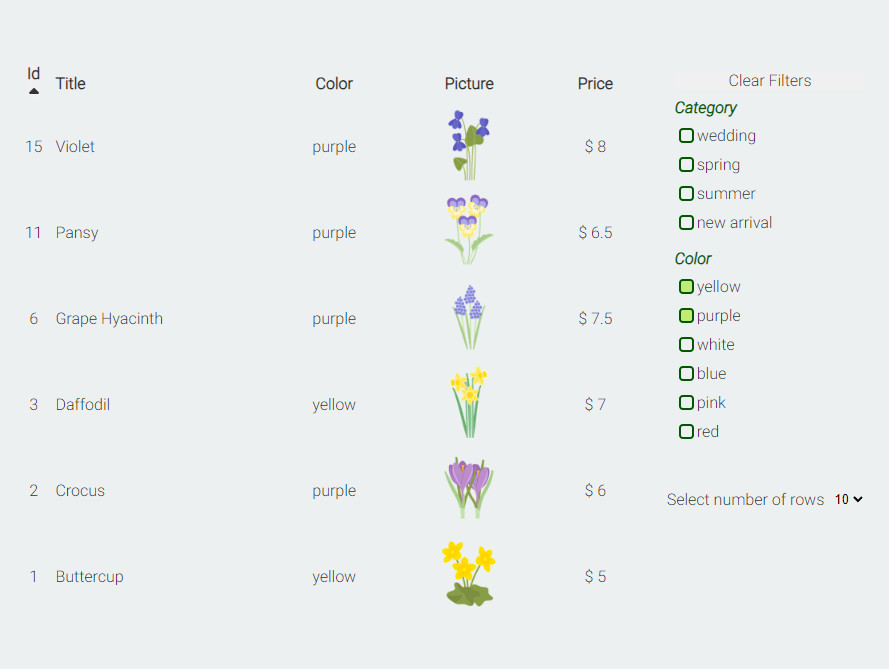 Id Title Color Picture Price
15 Violet purple $ 8
11 Pansy purple $ 6.5
6 Grape Hyacinth purple $ 7.5
3 Daffodil yellow $ 7
2 Crocus purple $ 6
1 Buttercup yellow $ 5
Clear Filters
Category
wedding
spring
summer
new arrival
Color
yellow
purple
white
blue
pink
red
Select number of rows 10